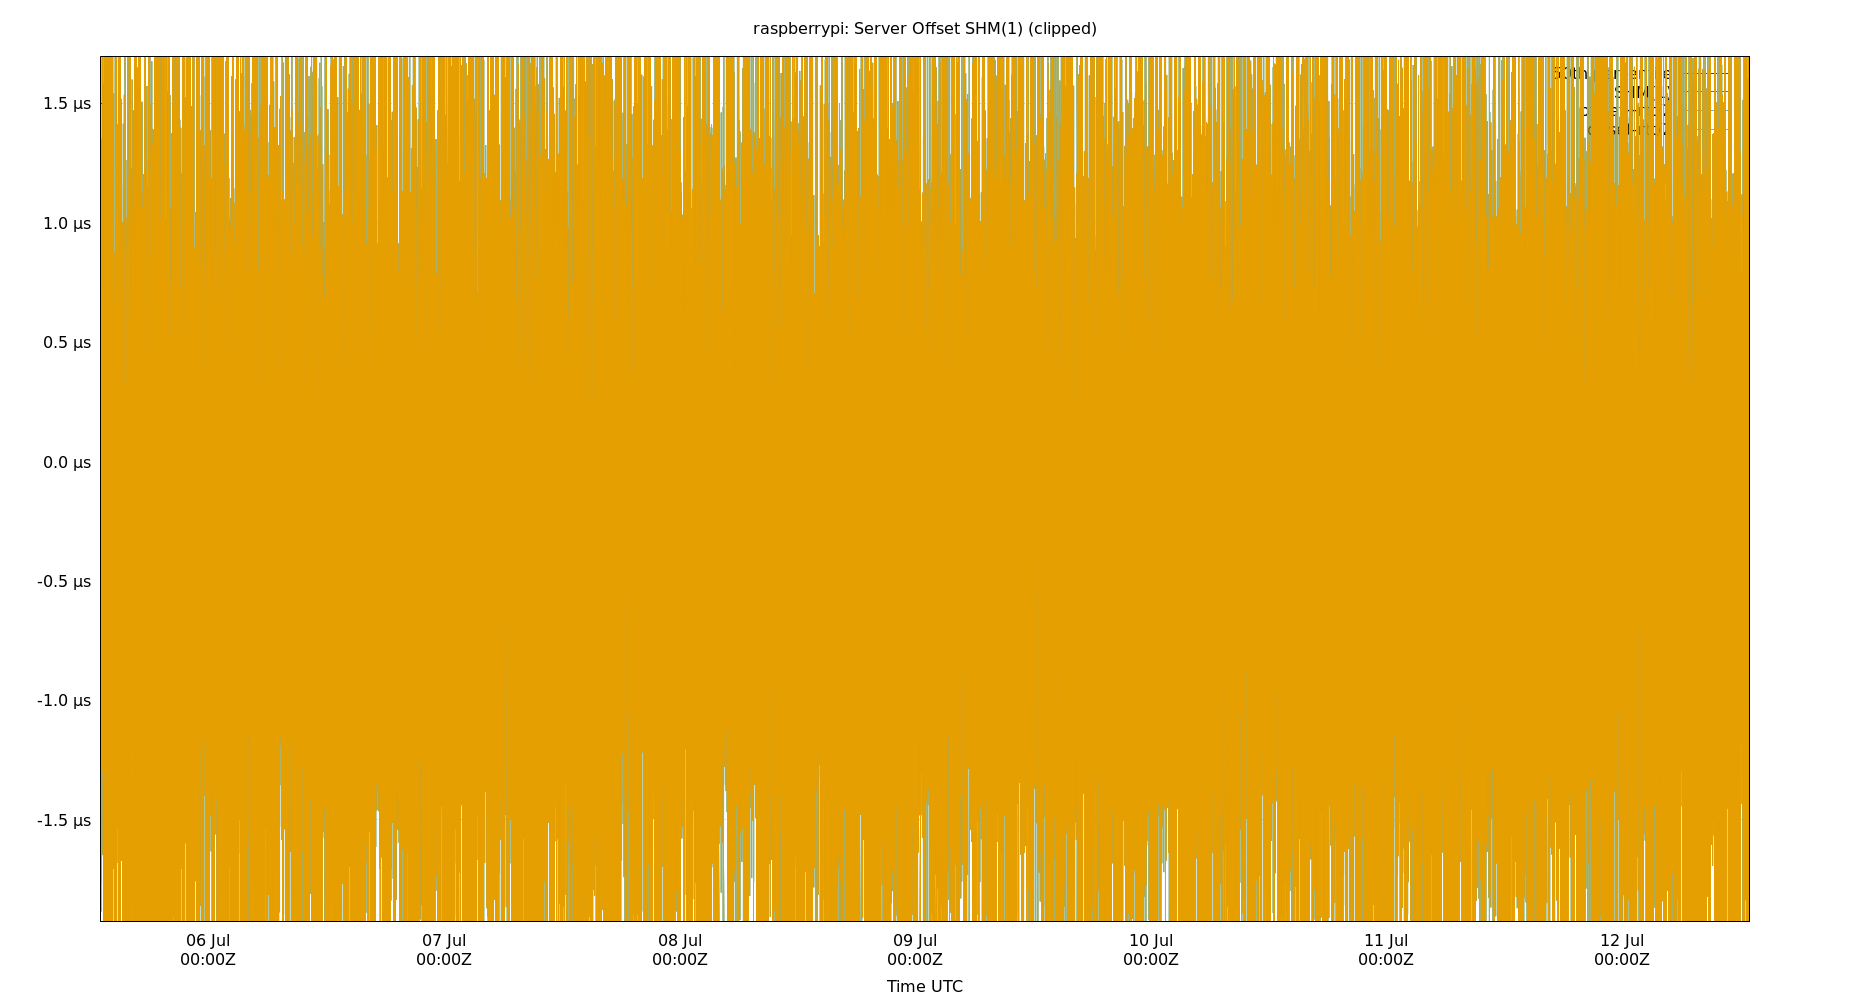 raspberrypi: Server Offset SHM(1) (clipped)
1.5 µs
1.0 µs
0.5 µs
0.0 µs
-0.5 µs
-1.0 µs
-1.5 µs
06 Jul
00:00Z
07 Jul
00:00Z
08 Jul
00:00Z
09 Jul
00:00Z
10 Jul
00:00Z
11 Jul
00:00Z
12 Jul
00:00Z
Time UTC